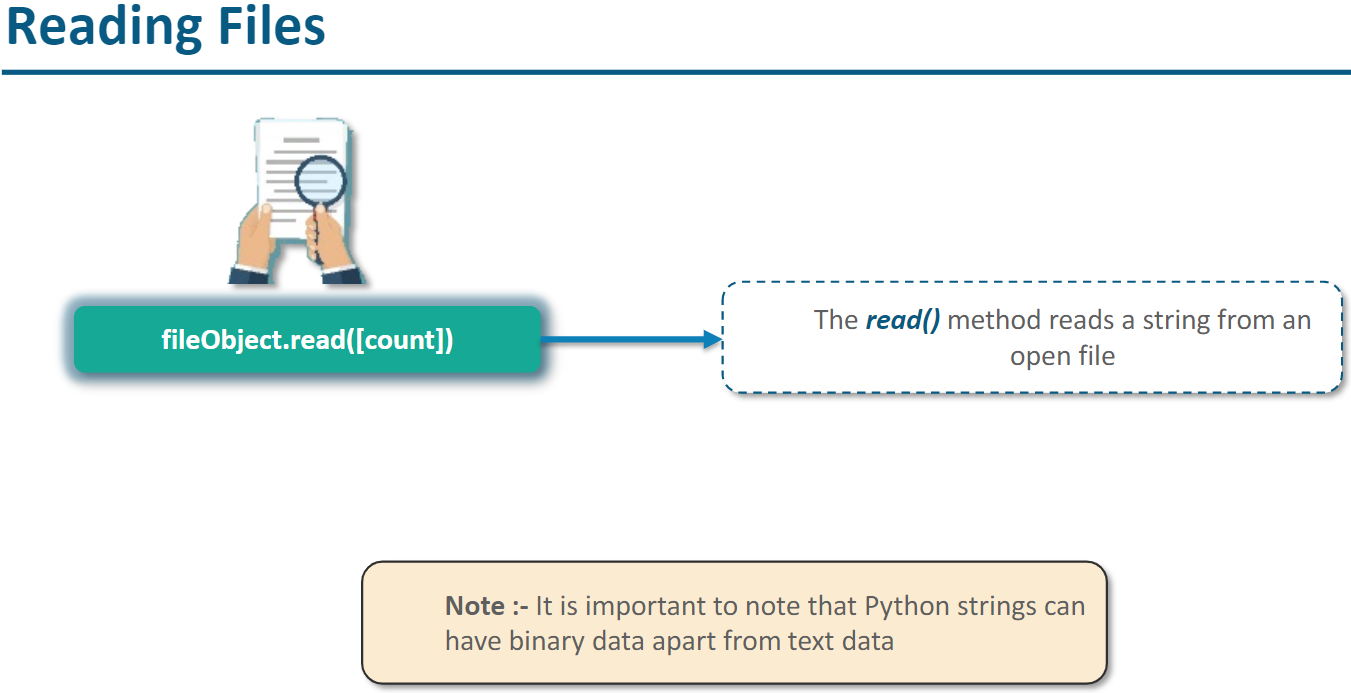 Reading Files
fileObject.read([count])
The read() method reads a string from an
open file
Note :- It is important to note that Python strings can
have binary data apart from text data